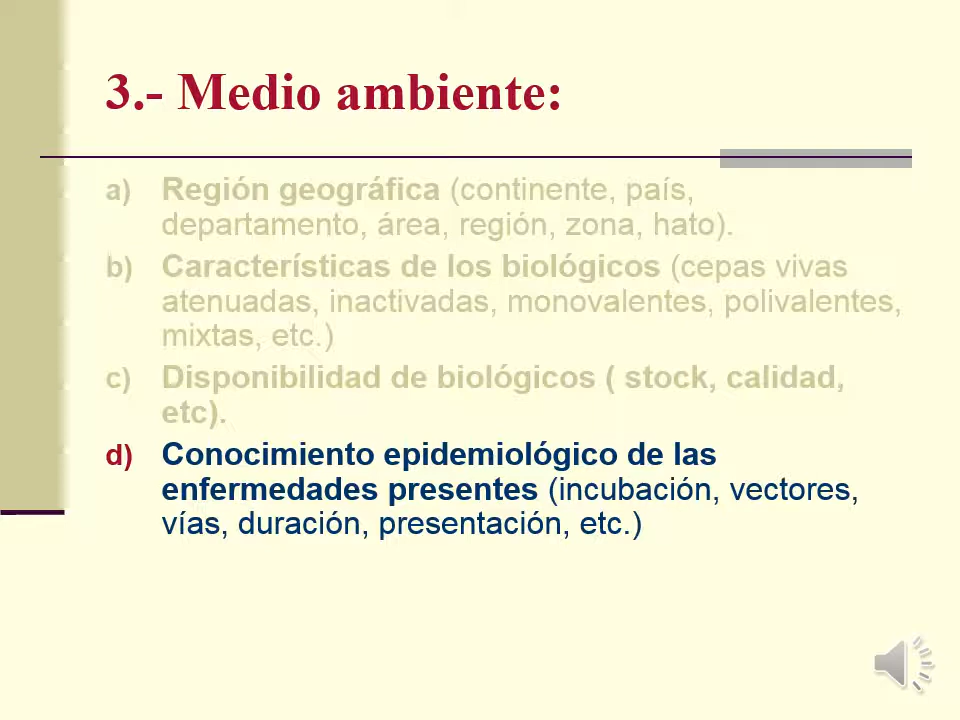 3.- Medio ambiente:
a) Región geográfica (continente, país,
departamento, área, región, zona, hato).
b) Características de los biológicos (cepas vivas
atenuadas, inactivadas, monovalentes, polivalentes,
mixtas, etc.)
c) Disponibilidad de biológicos ( stock, calidad,
etc).
d) Conocimiento epidemiológico de las
enfermedades presentes (incubación, vectores,
vías, duración, presentación, etc.)